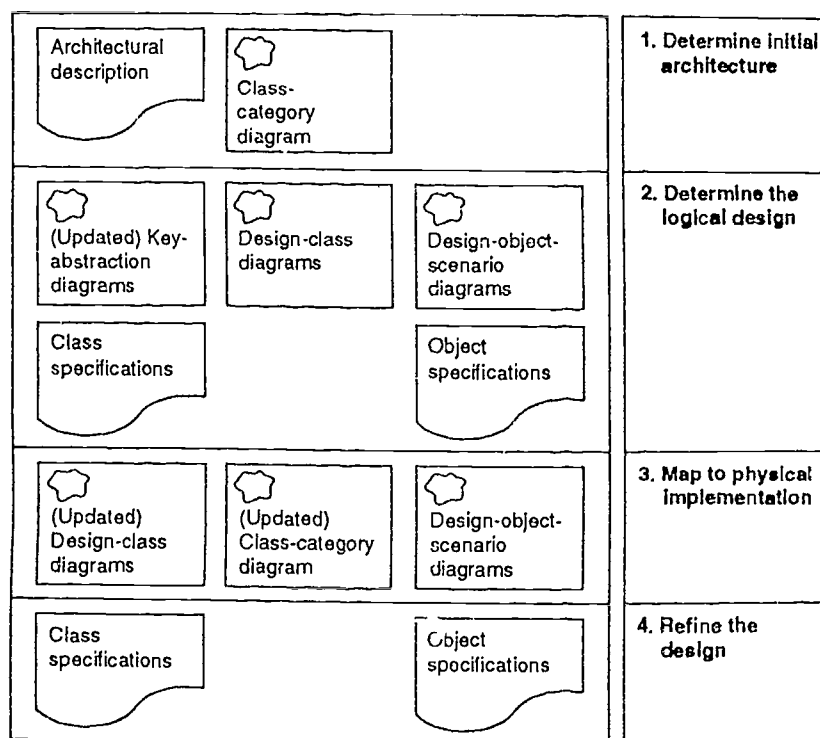 Architectural
description
Class-
category
diagram
1. Determine initial
architecture
(Updated) Key-
abstraction
diagrams
Design-class
diagrams
Design-object-
scenario
diagrams
Class
specifications
Object
specifications
2. Determine the
logical design
(Updated)
Design-class
diagrams
(Updated)
Class-category
diagram
Design-object-
scenario
diagrams
3. Map to physical
implementation
Class
specifications
Object
specifications
4. Refine the
design